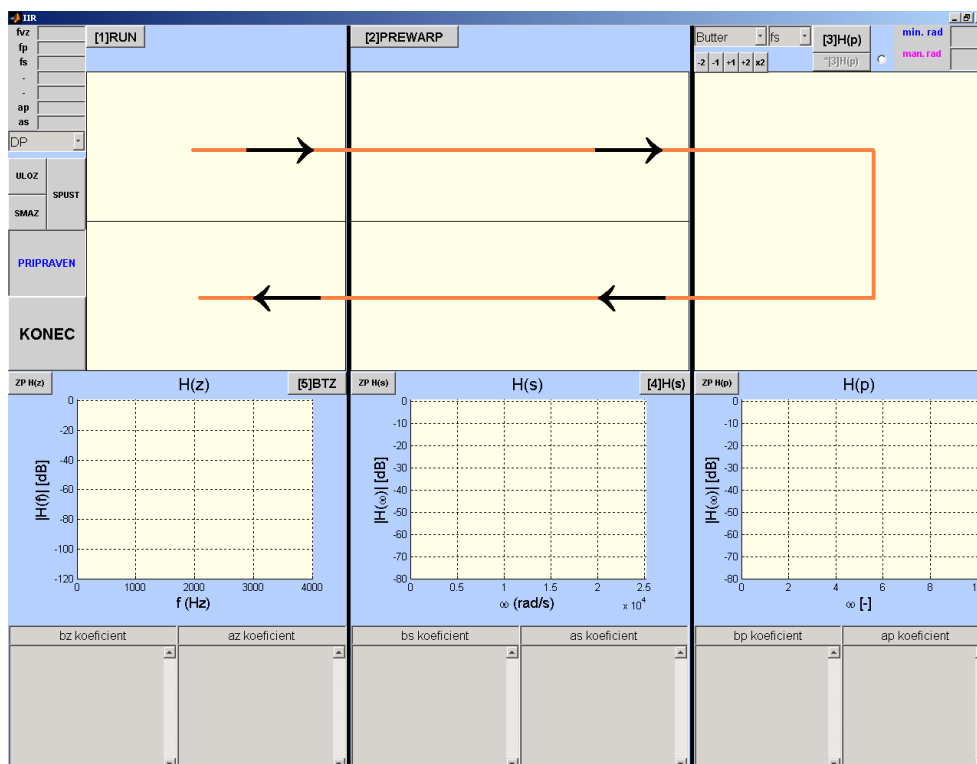 IIR
fvz
fp
fs
-
-
ap
as
DP
ULOZ
SMAZ
SPUST
PRIPRAVEN
KONEC
[1]RUN
[2]PREWARP
Butter fs [3]H(p)
-2 -1 +1 +2 x2 *[3]H(p)
min. rad
man. rad
ZP H(z) H(z) [5]BTZ
0
-20
-40
-60
-80
-100
-120
|H(f)| [dB]
0 1000 2000 3000 4000
f (Hz)
ZP H(s) H(s) [4]H(s)
0
-10
-20
-30
-40
-50
-60
-70
-80
|H(ω)| [dB]
0 0.5 1 1.5 2 2.5
ω (rad/s) x 10^4
ZP H(p) H(p)
0
-10
-20
-30
-40
-50
-60
-70
-80
|H(ω)| [dB]
0 2 4 6 8
ω [-]
bz koeficient az koeficient bs koeficient as koeficient bp koeficient ap koeficient